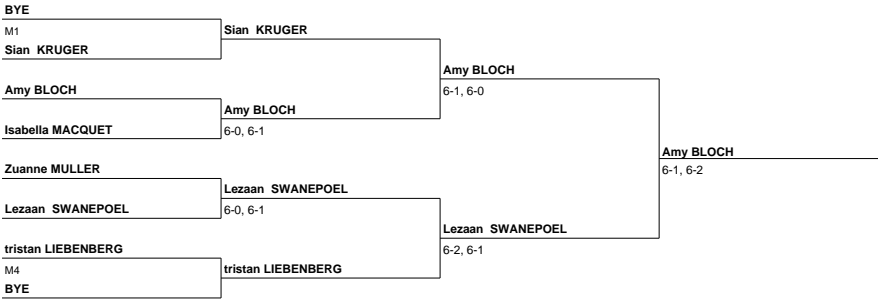 BYE
M1
Sian KRUGER
Amy BLOCH
Isabella MACQUET
Zuanne MULLER
Lezaan SWANEPOEL
tristan LIEBENBERG
M4
BYE
Sian KRUGER
Amy BLOCH
6-0, 6-1
Lezaan SWANEPOEL
6-0, 6-1
tristan LIEBENBERG
Amy BLOCH
6-1, 6-0
Lezaan SWANEPOEL
6-2, 6-1
Amy BLOCH
6-1, 6-2